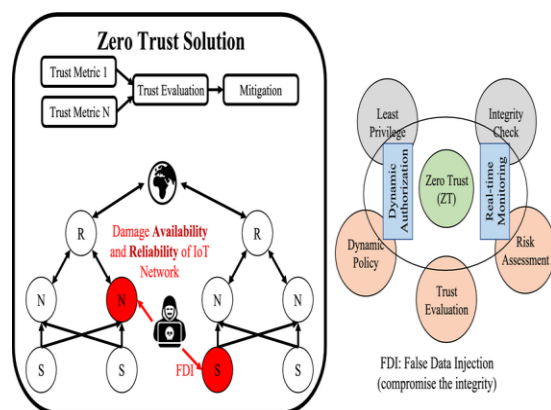 Zero Trust Solution
Trust Metric 1
Trust Metric N
Trust Evaluation
Mitigation
R
R
Damage Availability
and Reliability of IoT
Network
N
N
N
N
FDI
S
S
S
S
Least
Privilege
Integrity
Check
Dynamic
Authorization
Zero Trust
(ZT)
Real-time
Monitoring
Dynamic
Policy
Risk
Assessment
Trust
Evaluation
FDI: False Data Injection
(compromise the integrity)